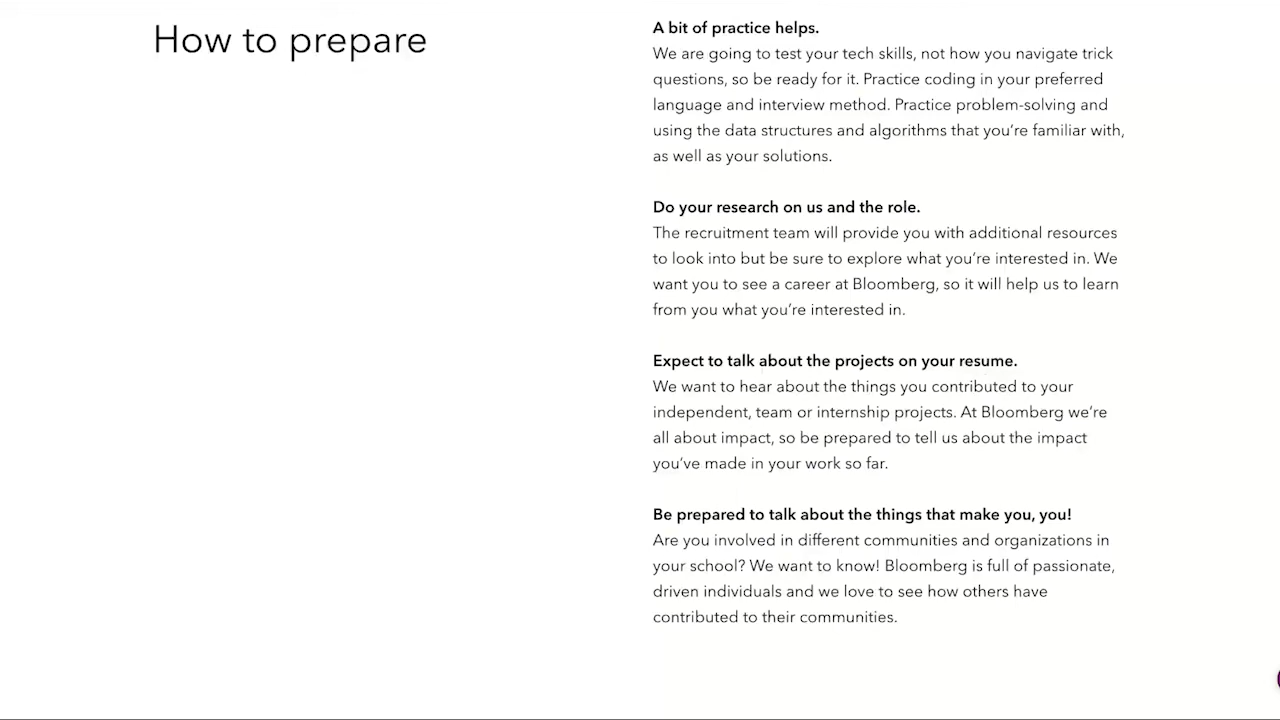 How to prepare
A bit of practice helps.
We are going to test your tech skills, not how you navigate trick
questions, so be ready for it. Practice coding in your preferred
language and interview method. Practice problem-solving and
using the data structures and algorithms that you’re familiar with,
as well as your solutions.
Do your research on us and the role.
The recruitment team will provide you with additional resources
to look into but be sure to explore what you’re interested in. We
want you to see a career at Bloomberg, so it will help us to learn
from you what you’re interested in.
Expect to talk about the projects on your resume.
We want to hear about the things you contributed to your
independent, team or internship projects. At Bloomberg we’re
all about impact, so be prepared to tell us about the impact
you’ve made in your work so far.
Be prepared to talk about the things that make you, you!
Are you involved in different communities and organizations in
your school? We want to know! Bloomberg is full of passionate,
driven individuals and we love to see how others have
contributed to their communities.